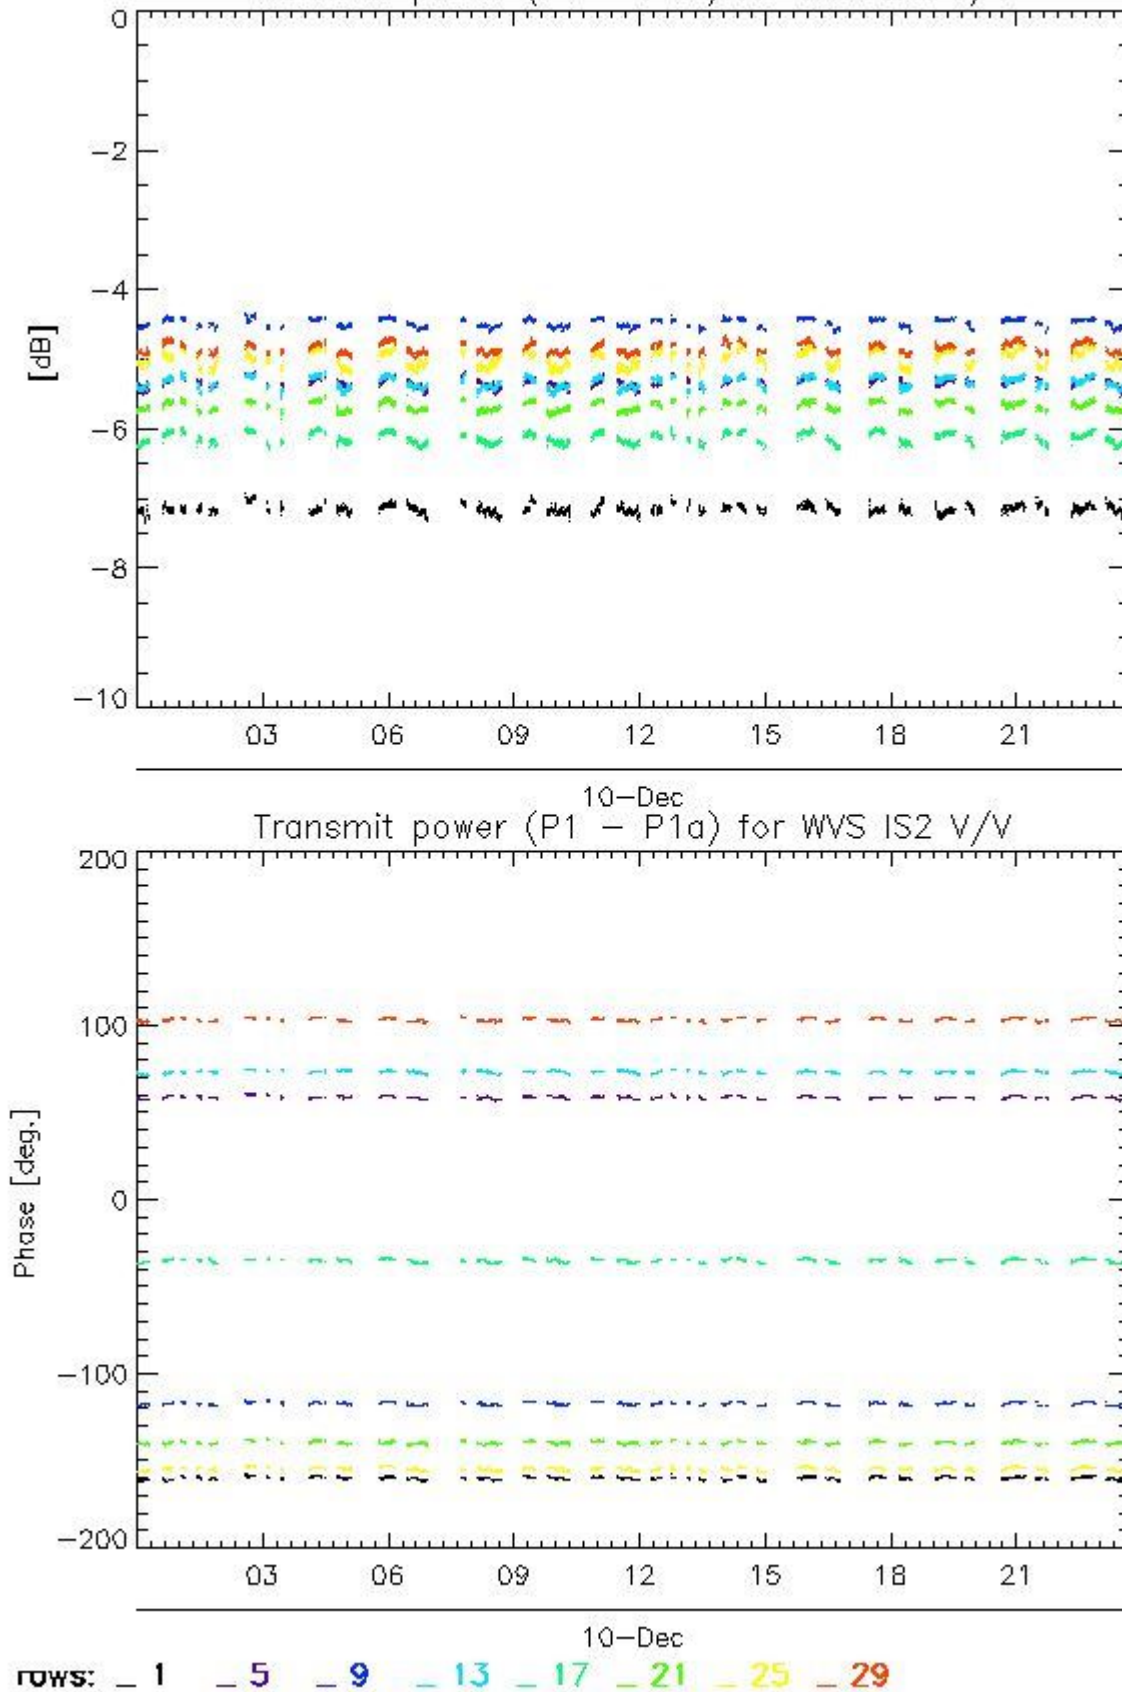 0
-2
-4
[dB]
-6
-8
-10
03 06 09 12 15 18 21
10-Dec
Transmit power (P1 - P1a) for WVS IS2 V/V
200
100
Phase [deg.]
0
-100
-200
03 06 09 12 15 18 21
10-Dec
rows: _ 1 _ 5 _ 9 _ 13 _ 17 _ 21 _ 25 _ 29